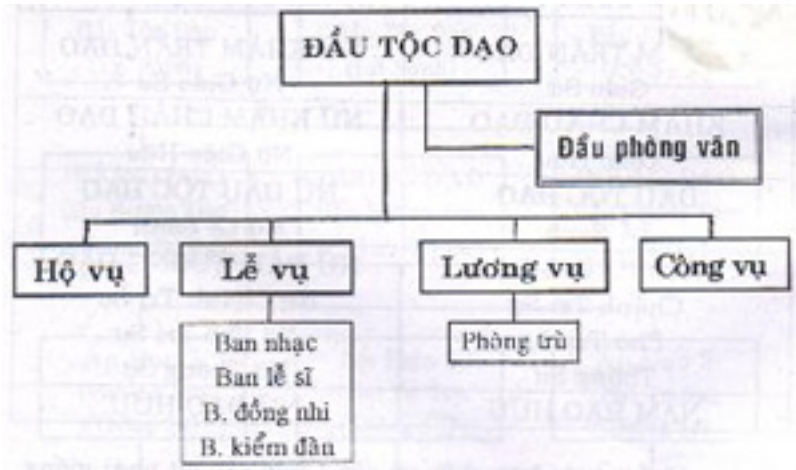 ĐẦU TỘC ĐẠO
Đầu phòng văn
Hộ vụ
Lễ vụ
Lương vụ
Công vụ
Ban nhạc
Ban lễ sĩ
B. đồng nhi
B. kiểm đàn
Phòng trù